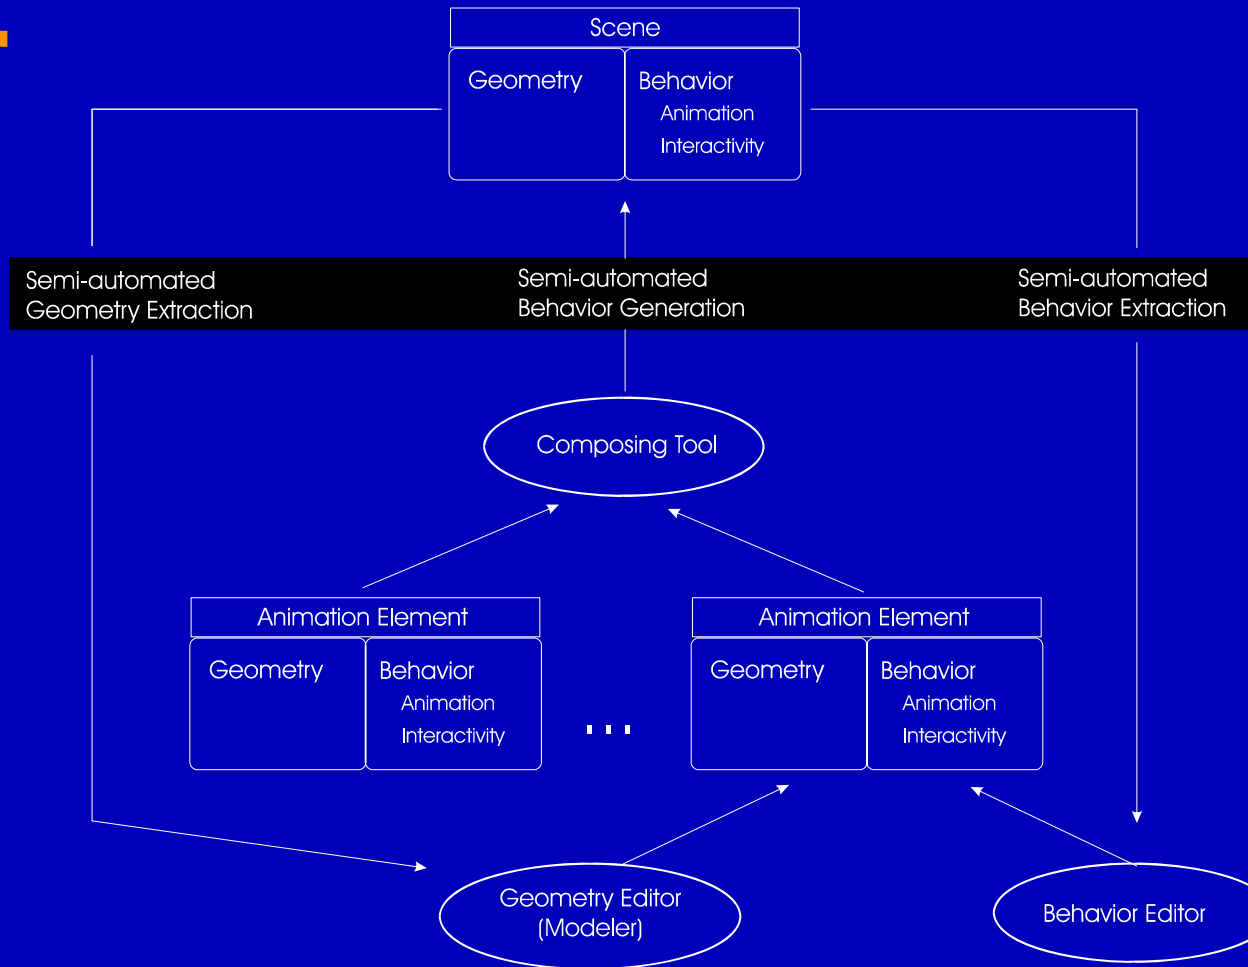 Scene
Geometry
Behavior
Animation
Interactivity
Semi-automated
Geometry Extraction
Semi-automated
Behavior Generation
Semi-automated
Behavior Extraction
Composing Tool
Animation Element
Geometry
Behavior
Animation
Interactivity
...
Animation Element
Geometry
Behavior
Animation
Interactivity
Geometry Editor
(Modeler)
Behavior Editor